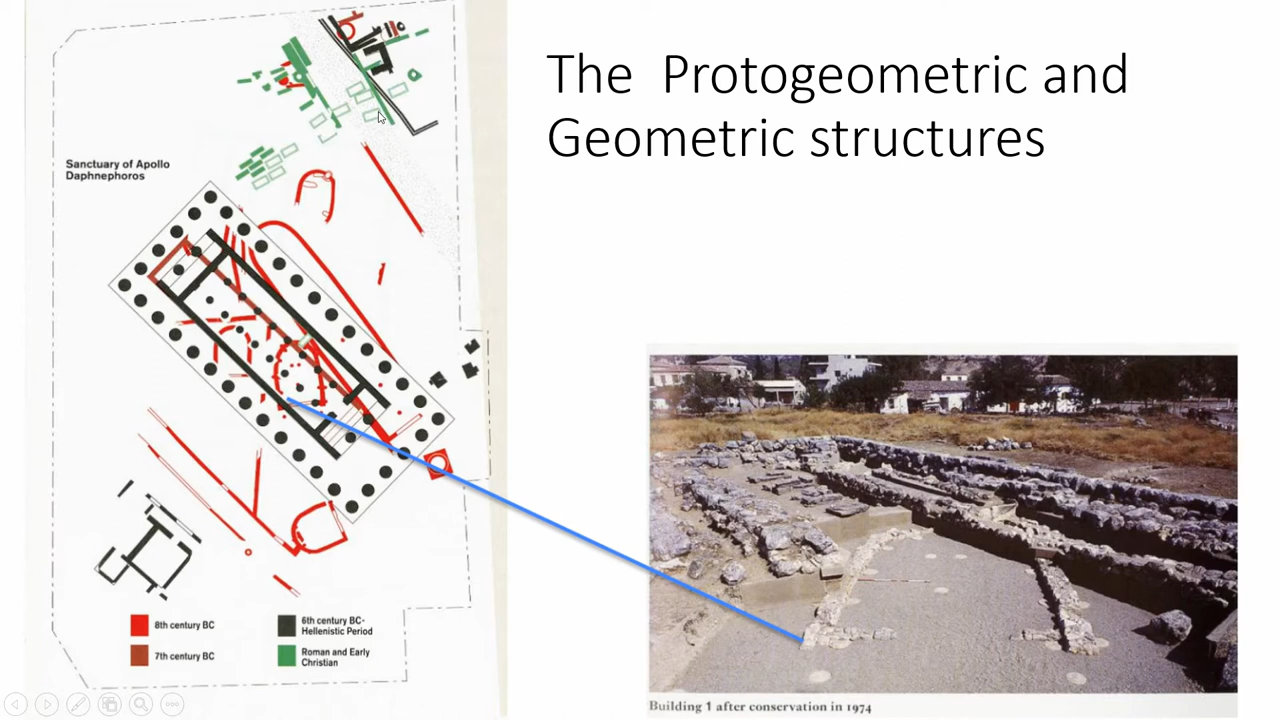 The Protogeometric and
Geometric structures
Sanctuary of Apollo
Daphnephoros
8th century BC
7th century BC
6th century BC-
Hellenistic Period
Roman and Early
Christian
Building 1 after conservation in 1974